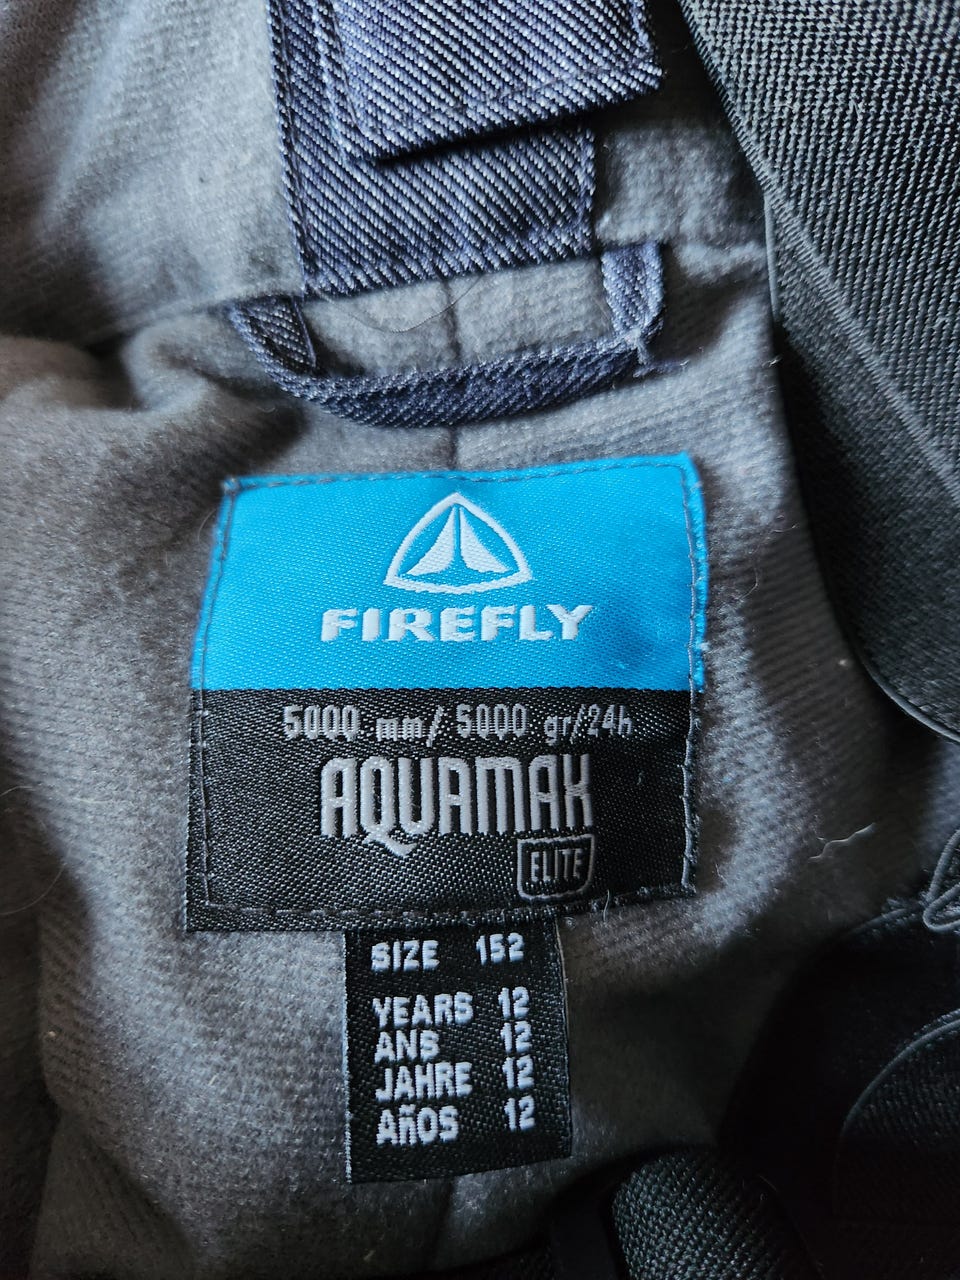 FIREFLY
5000 mm/ 5000 gr/24h
AQUAMAX
ELITE
SIZE 152
YEARS 12
ANS 12
JAHRE 12
AÑOS 12